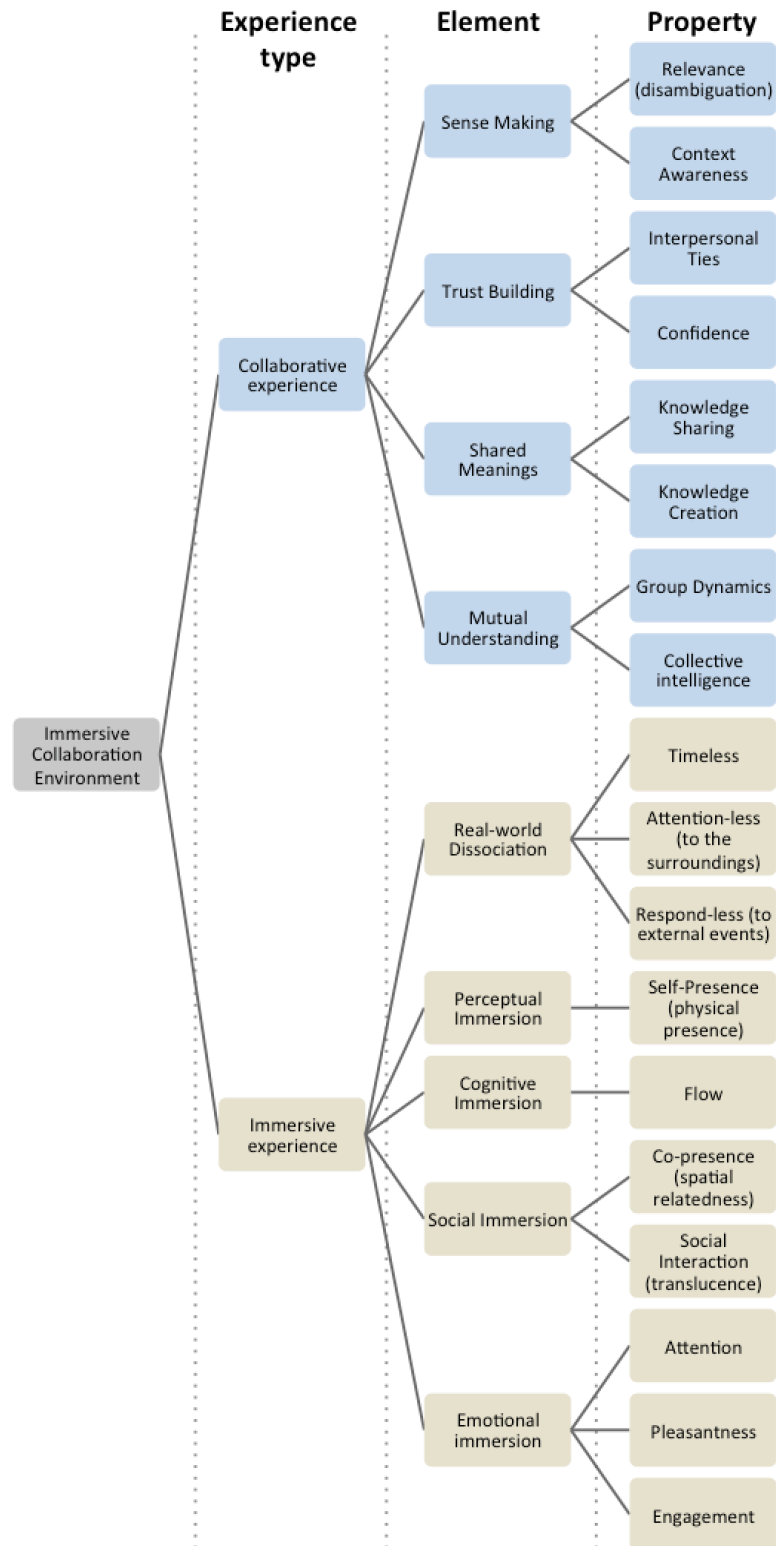 Experience
type
Element
Property
Sense Making
Relevance
(disambiguation)
Context
Awareness
Trust Building
Interpersonal
Ties
Confidence
Collaborative
experience
Shared
Meanings
Knowledge
Sharing
Knowledge
Creation
Mutual
Understanding
Group Dynamics
Collective
intelligence
Immersive
Collaboration
Environment
Real-world
Dissociation
Timeless
Attention-less
(to the
surroundings)
Respond-less (to
external events)
Perceptual
Immersion
Self-Presence
(physical
presence)
Cognitive
Immersion
Flow
Immersive
experience
Social Immersion
Co-presence
(spatial
relatedness)
Social
Interaction
(translucence)
Emotional
immersion
Attention
Pleasantness
Engagement